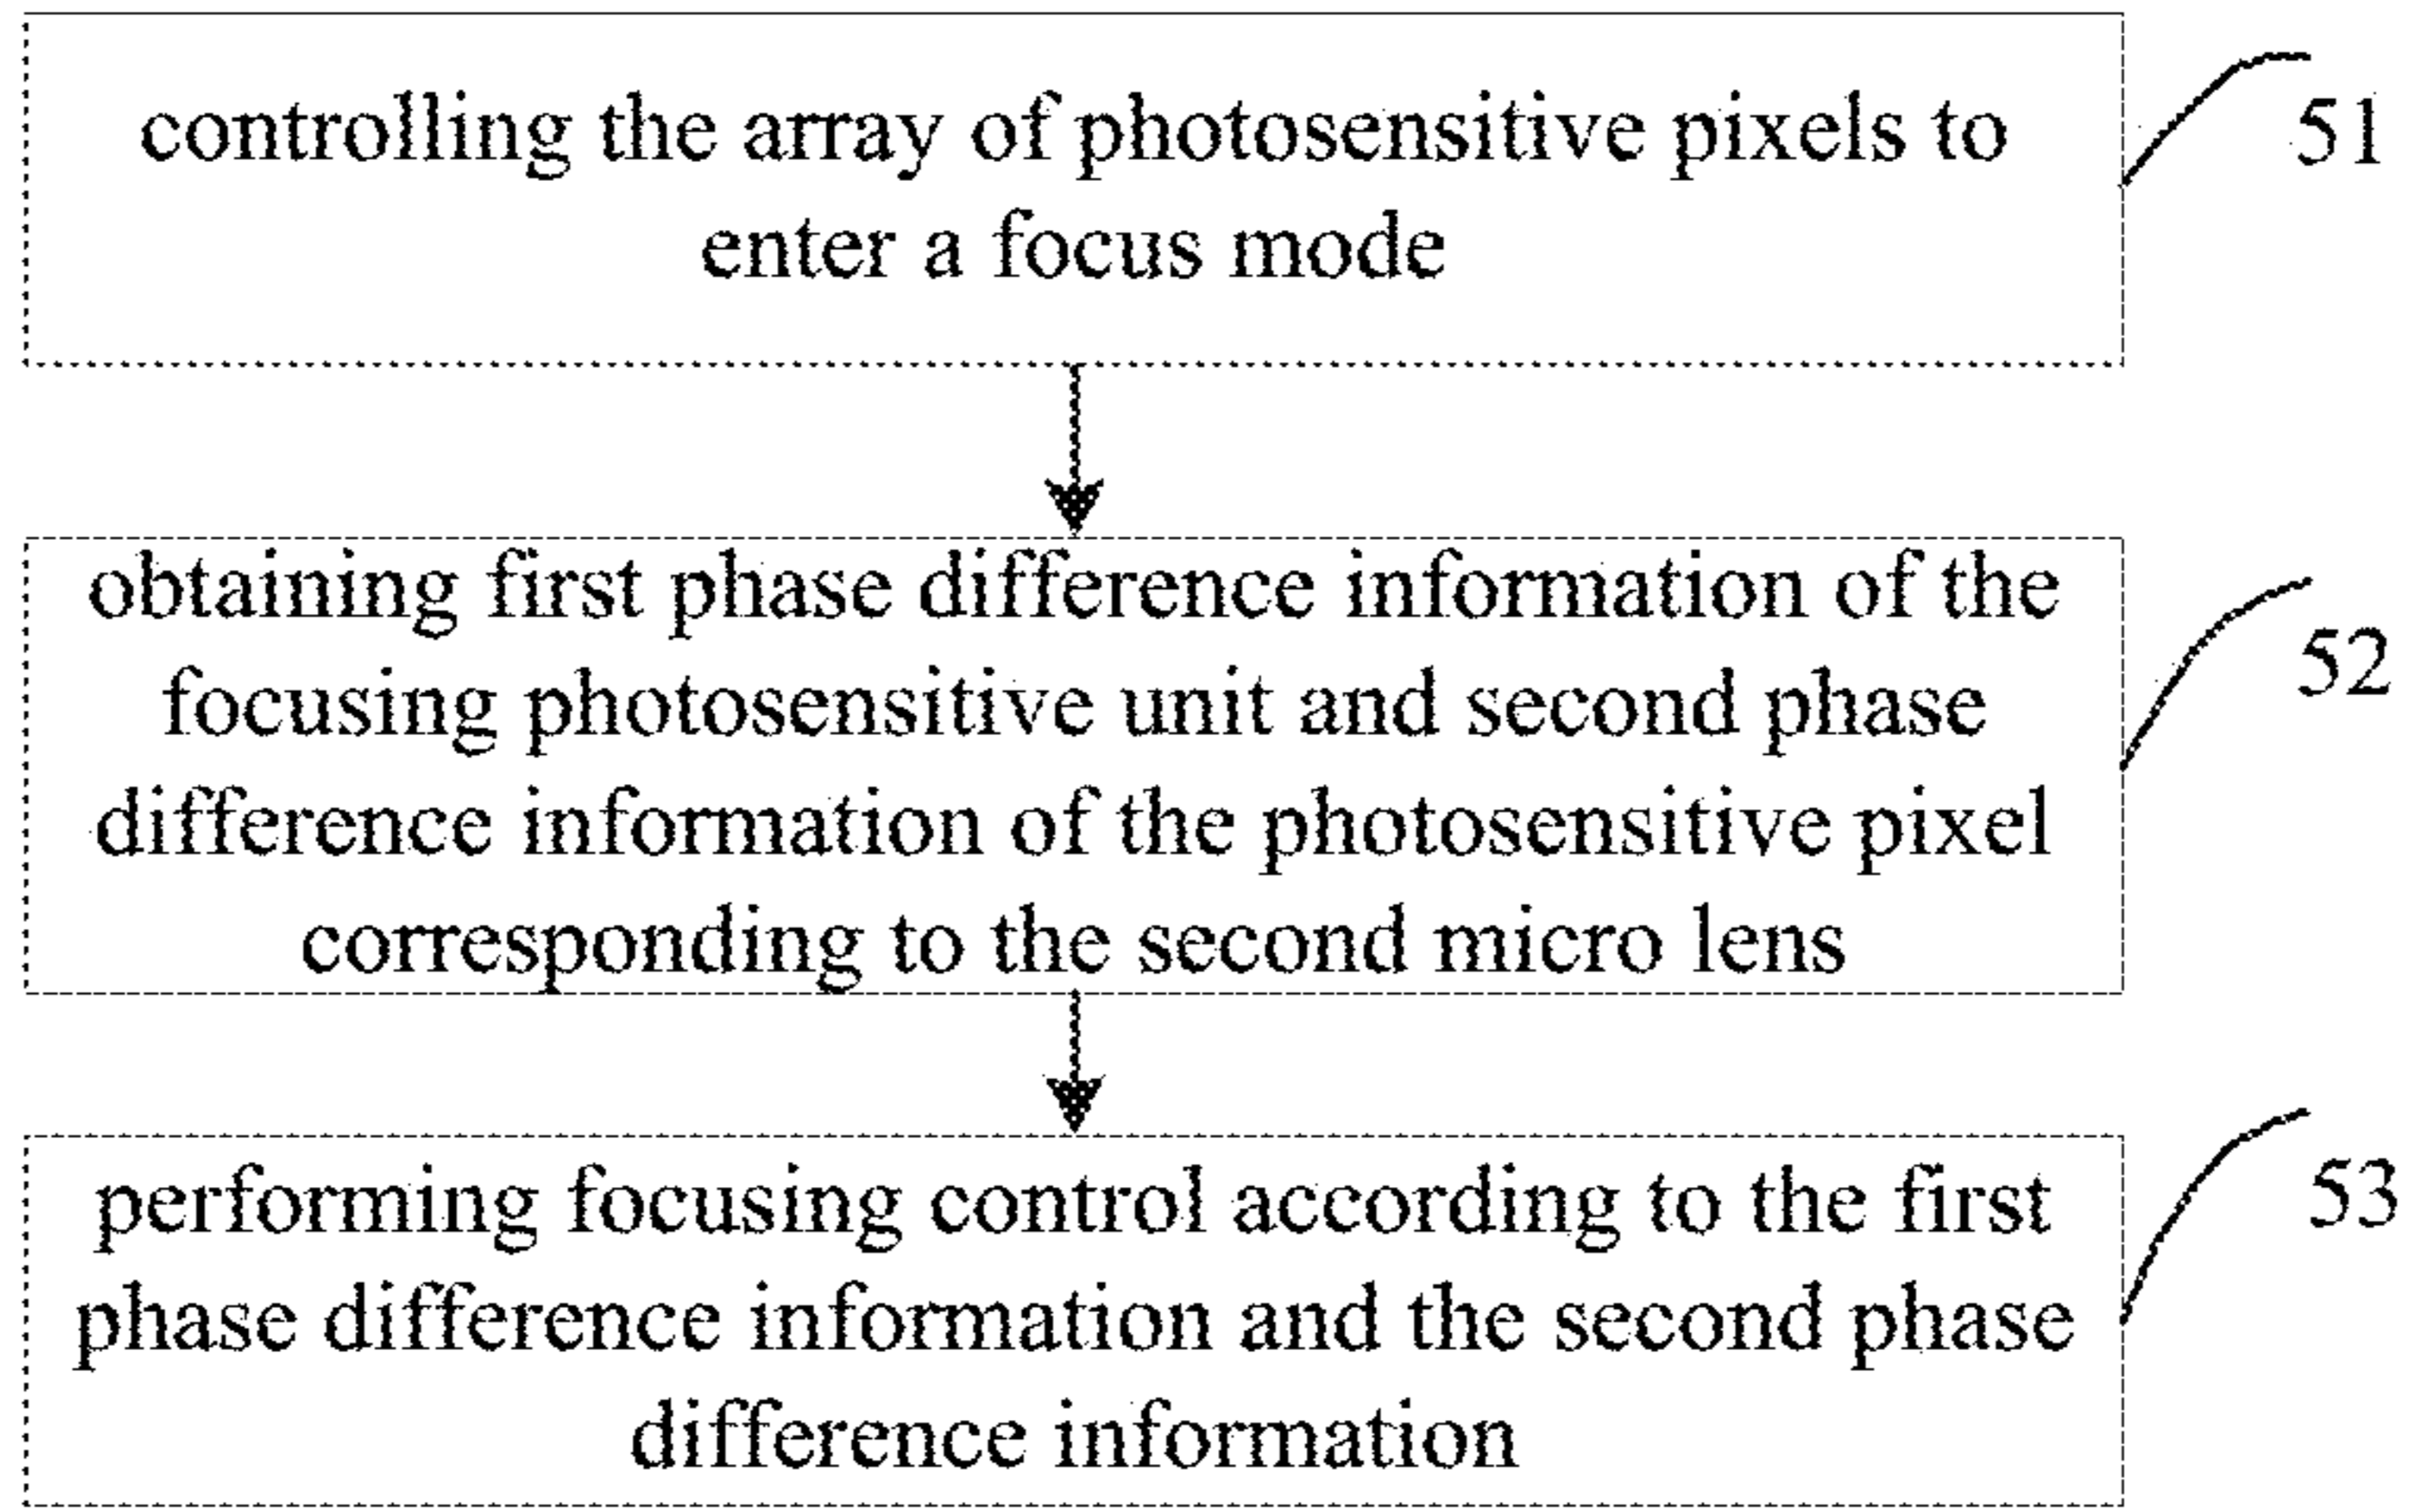 controlling the array of photosensitive pixels to
enter a focus mode
51
obtaining first phase difference information of the
focusing photosensitive unit and second phase
difference information of the photosensitive pixel
corresponding to the second micro lens
52
performing focusing control according to the first
phase difference information and the second phase
difference information
53